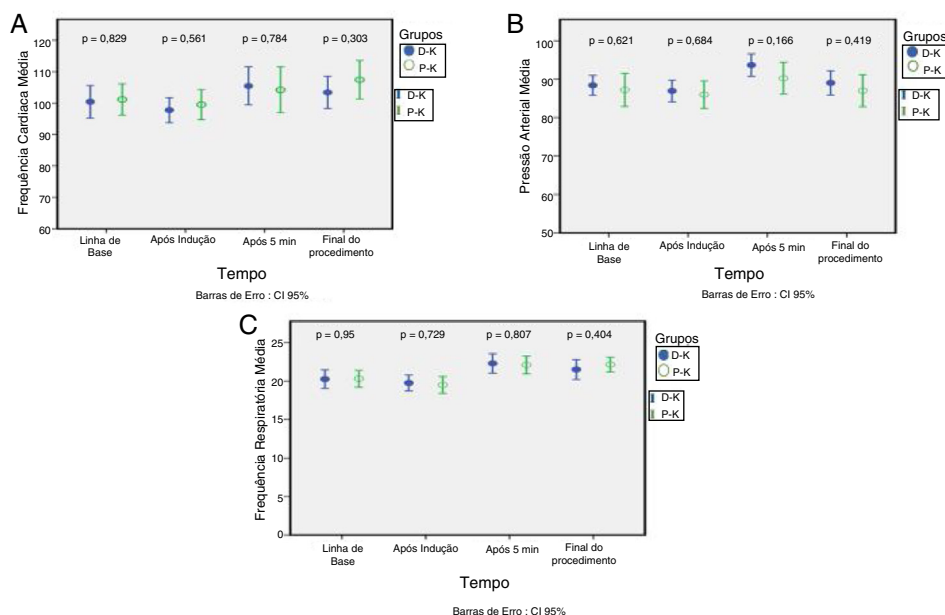 A
Frequência Cardíaca Média
120
110
100
90
80
70
60
p = 0,829 p = 0,561 p = 0,784 p = 0,303
Linha de Base Após Indução Após 5 min Final do procedimento
Tempo
Barras de Erro : CI 95%
Grupos
D-K
P-K
D-K
P-K
B
Pressão Arterial Média
100
90
80
70
60
50
p = 0,621 p = 0,684 p = 0,166 p = 0,419
Linha de Base Após Indução Após 5 min Final do procedimento
Tempo
Barras de Erro : CI 95%
Grupos
D-K
P-K
D-K
P-K
C
Frequência Respiratória Média
25
20
15
10
5
0
p = 0,95 p = 0,729 p = 0,807 p = 0,404
Linha de Base Após Indução Após 5 min Final do procedimento
Tempo
Barras de Erro : CI 95%
Grupos
D-K
P-K
D-K
P-K